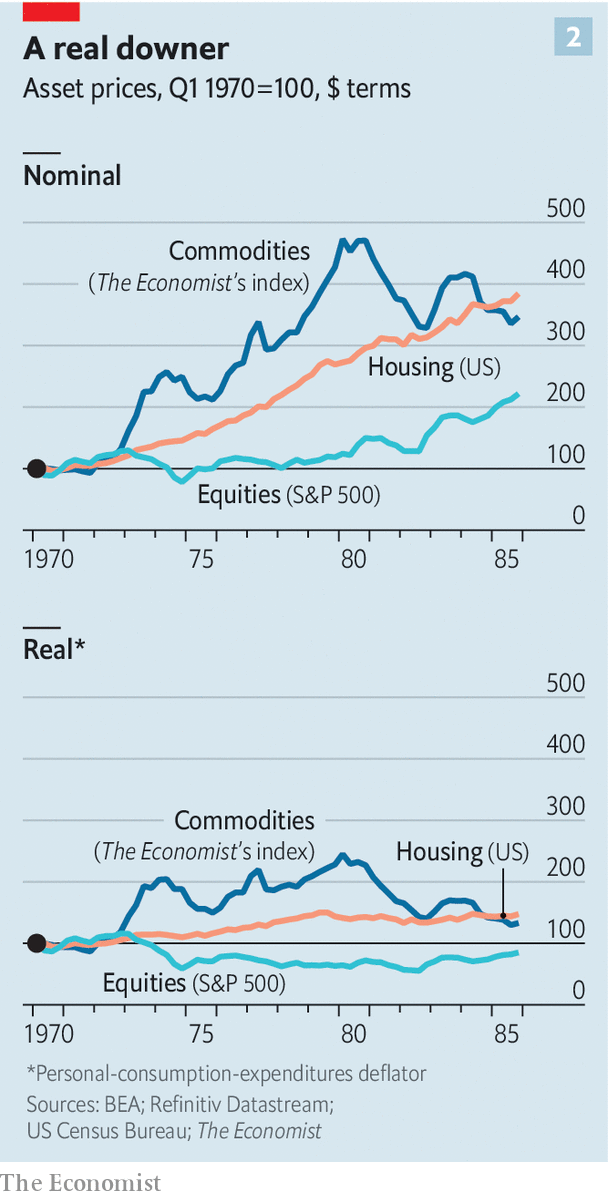 2
A real downer
Asset prices, Q1 1970=100, $ terms
Nominal
500
Commodities
(The Economist's index)
400
300
Housing (US)
200
100
Equities (S&P 500)
0
1970 75 80 85
Real*
500
400
300
Commodities
(The Economist's index)
Housing (US)
200
100
Equities (S&P 500)
0
1970 75 80 85
*Personal-consumption-expenditures deflator
Sources: BEA; Refinitiv Datastream;
US Census Bureau; The Economist
The Economist